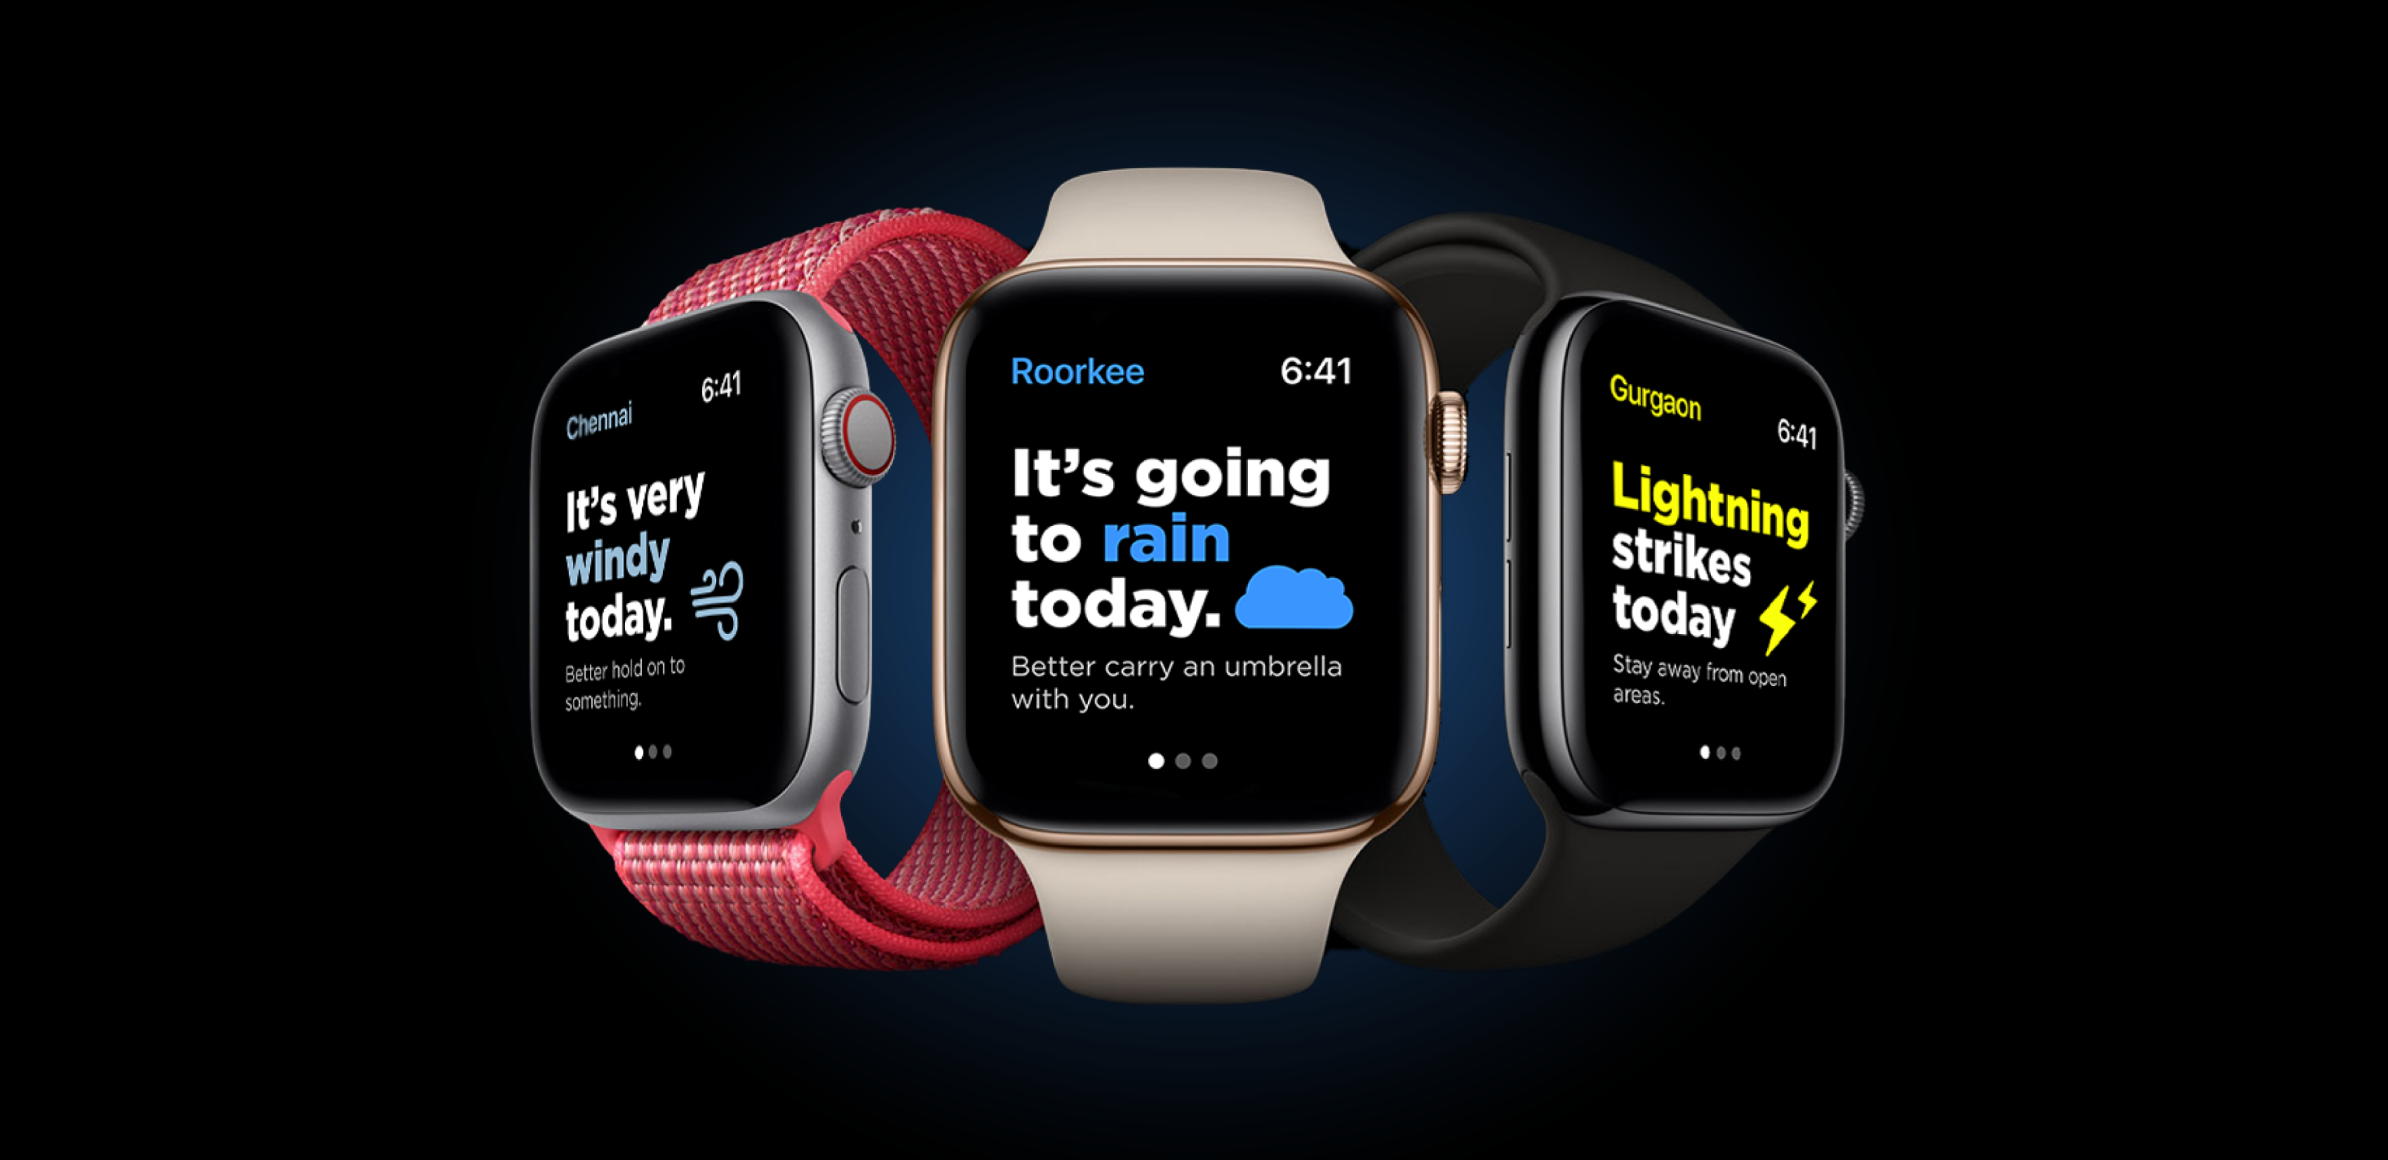 Chennai
6:41
It's very
windy
today.
Better hold on to
something.
Roorkee
6:41
It's going
to rain
today.
Better carry an umbrella
with you.
Gurgaon
6:41
Lightning
strikes
today
Stay away from open
areas.